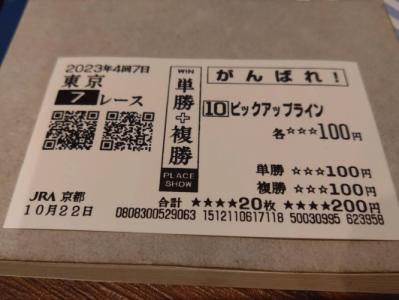 2023年4回7日
東京
7 レース
WIN
単勝+複勝
PLACE
SHOW
がんばれ!
10 ピックアップライン
各☆☆☆100円
単勝 ☆☆☆100円
複勝 ☆☆☆100円
JRA 京都
10月22日
合計 ★★★★20枚 ★★★★200円
0808300529063 1512110617118 50030995 623958